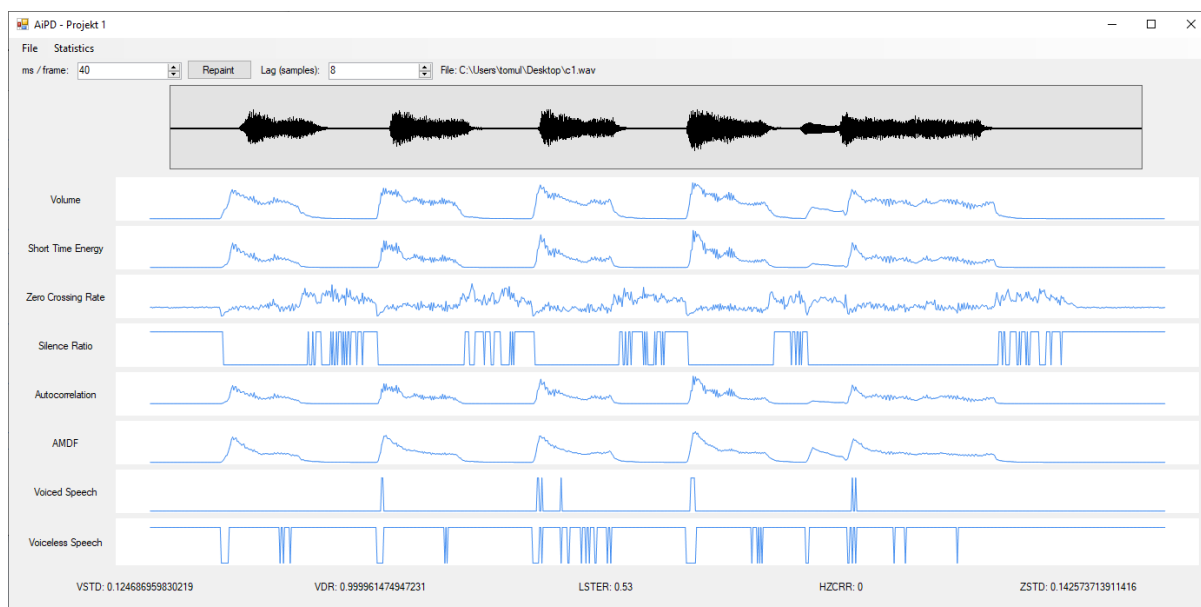 AiPD - Projekt 1
File Statistics
ms / frame: 40 Repaint Lag (samples): 8 File: C:\Users\tomul\Desktop\c1.wav
Volume
Short Time Energy
Zero Crossing Rate
Silence Ratio
Autocorrelation
AMDF
Voiced Speech
Voiceless Speech
VSTD: 0.124686959830219 VDR: 0.999961474947231 LSTER: 0.53 HZCRR: 0 ZSTD: 0.142573713911416